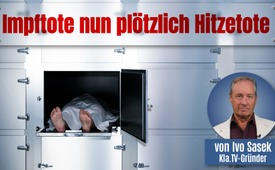 Impftote nun plötzlich Hitzetote
von Ivo Sasek
Kla.TV-Gründer